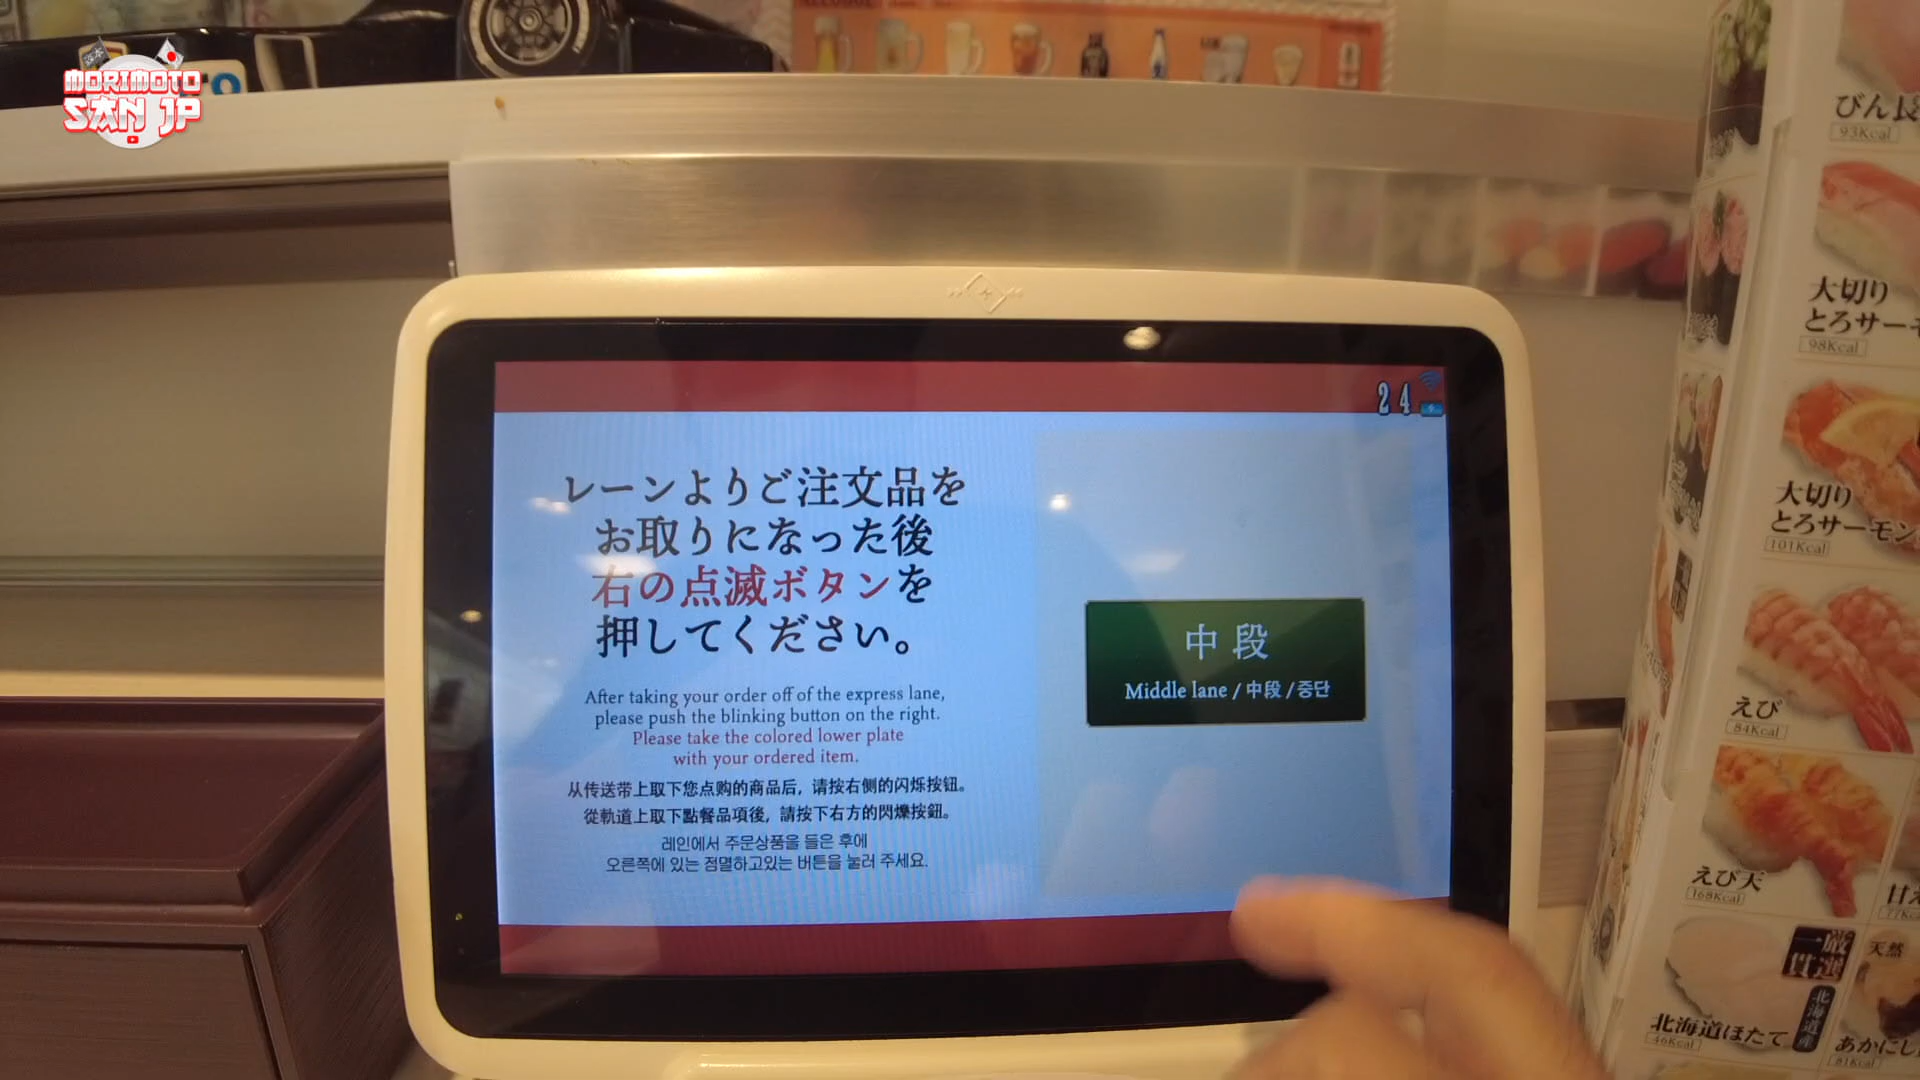 MORIMOTO
SAN JP
24
レーンよりご注文品を
お取りになった後
右の点滅ボタンを
押してください。
After taking your order off of the express lane,
please push the blinking button on the right.
Please take the colored lower plate
with your ordered item.
从传送带上取下您点购的商品后，请按右侧的闪烁按钮。
從軌道上取下點餐品項後，請按下右方的閃爍按鈕。
레인에서 주문상품을 들은 후에
오른쪽에 있는 점멸하고있는 버튼을 눌러 주세요.
中段
Middle lane / 中段 / 중단
びん長
93Kcal
大切り
とろサー
98Kcal
大切り
とろサーモン
101Kcal
えび
84Kcal
えび天
168Kcal
77Kcal
天然
北海道産
北海道ほたて
46Kcal
あかにし
81Kcal